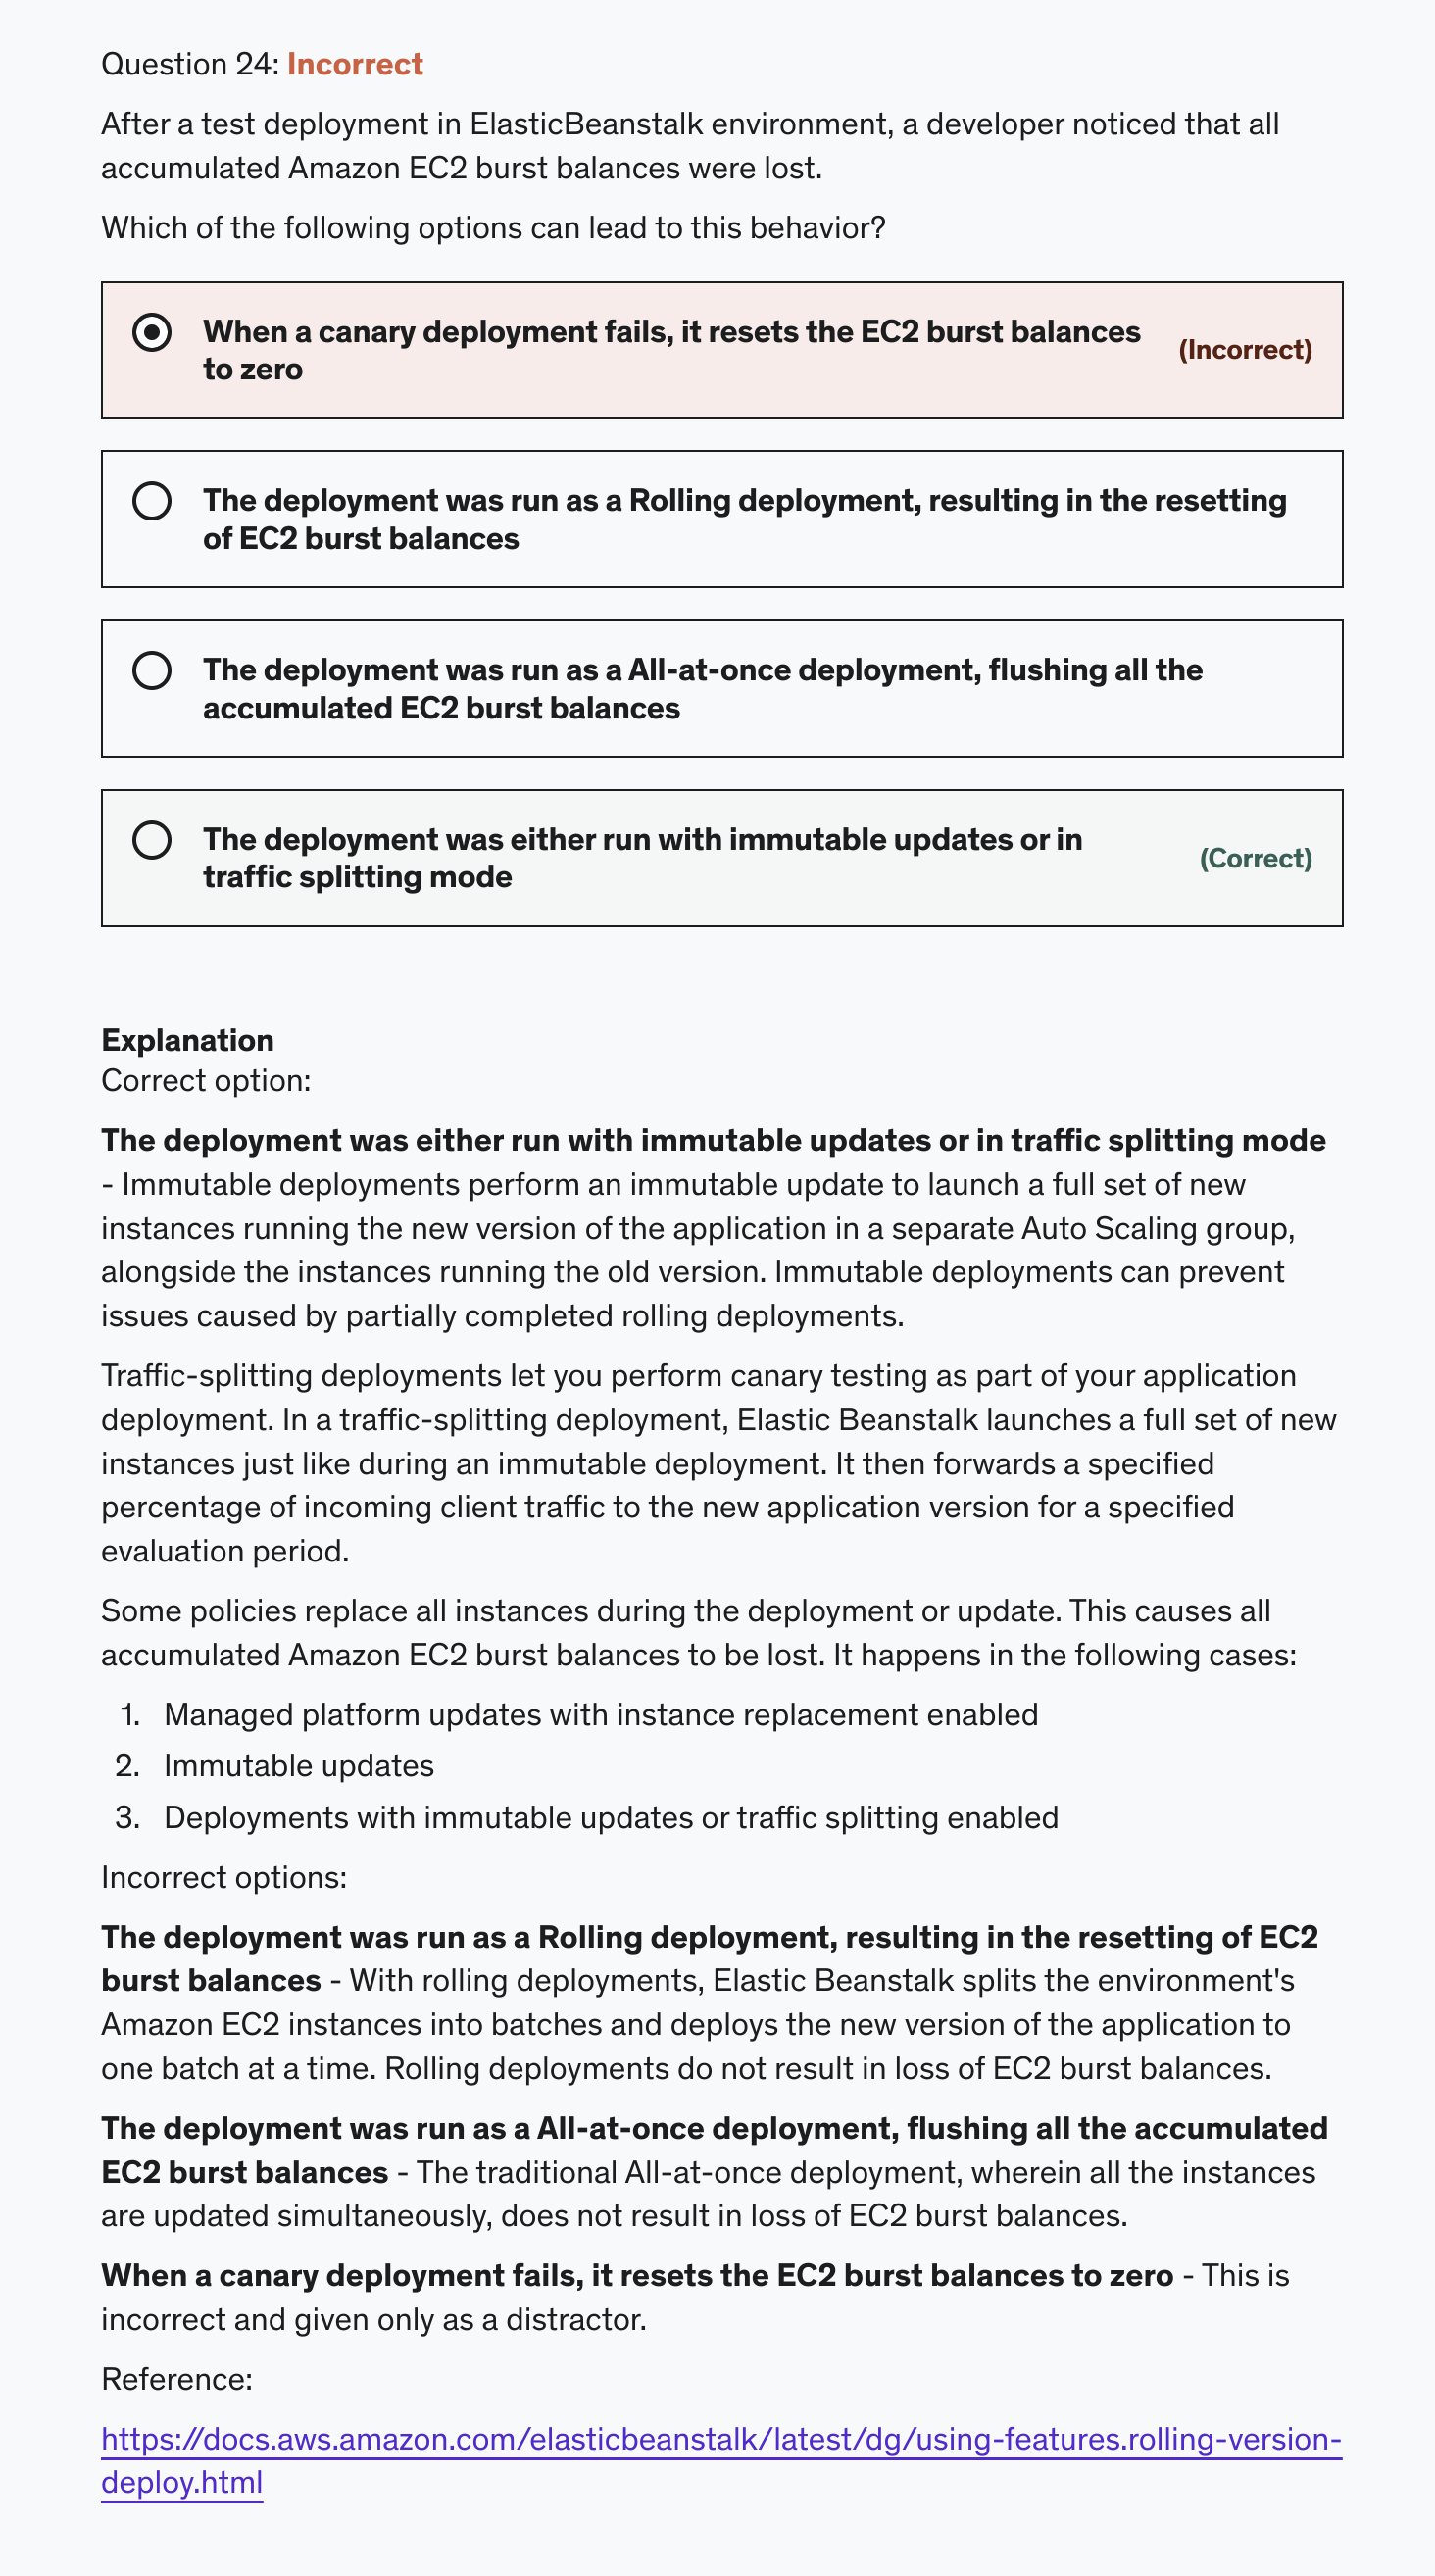 Question 24: Incorrect
After a test deployment in ElasticBeanstalk environment, a developer noticed that all
accumulated Amazon EC2 burst balances were lost.
Which of the following options can lead to this behavior?
When a canary deployment fails, it resets the EC2 burst balances
to zero
(Incorrect)
The deployment was run as a Rolling deployment, resulting in the resetting
of EC2 burst balances
The deployment was run as a All-at-once deployment, flushing all the
accumulated EC2 burst balances
The deployment was either run with immutable updates or in
traffic splitting mode
(Correct)
Explanation
Correct option:
The deployment was either run with immutable updates or in traffic splitting mode
- Immutable deployments perform an immutable update to launch a full set of new
instances running the new version of the application in a separate Auto Scaling group,
alongside the instances running the old version. Immutable deployments can prevent
issues caused by partially completed rolling deployments.
Traffic-splitting deployments let you perform canary testing as part of your application
deployment. In a traffic-splitting deployment, Elastic Beanstalk launches a full set of new
instances just like during an immutable deployment. It then forwards a specified
percentage of incoming client traffic to the new application version for a specified
evaluation period.
Some policies replace all instances during the deployment or update. This causes all
accumulated Amazon EC2 burst balances to be lost. It happens in the following cases:
1. Managed platform updates with instance replacement enabled
2. Immutable updates
3. Deployments with immutable updates or traffic splitting enabled
Incorrect options:
The deployment was run as a Rolling deployment, resulting in the resetting of EC2
burst balances - With rolling deployments, Elastic Beanstalk splits the environment's
Amazon EC2 instances into batches and deploys the new version of the application to
one batch at a time. Rolling deployments do not result in loss of EC2 burst balances.
The deployment was run as a All-at-once deployment, flushing all the accumulated
EC2 burst balances - The traditional All-at-once deployment, wherein all the instances
are updated simultaneously, does not result in loss of EC2 burst balances.
When a canary deployment fails, it resets the EC2 burst balances to zero - This is
incorrect and given only as a distractor.
Reference:
https://docs.aws.amazon.com/elasticbeanstalk/latest/dg/using-features.rolling-version-
deploy.html